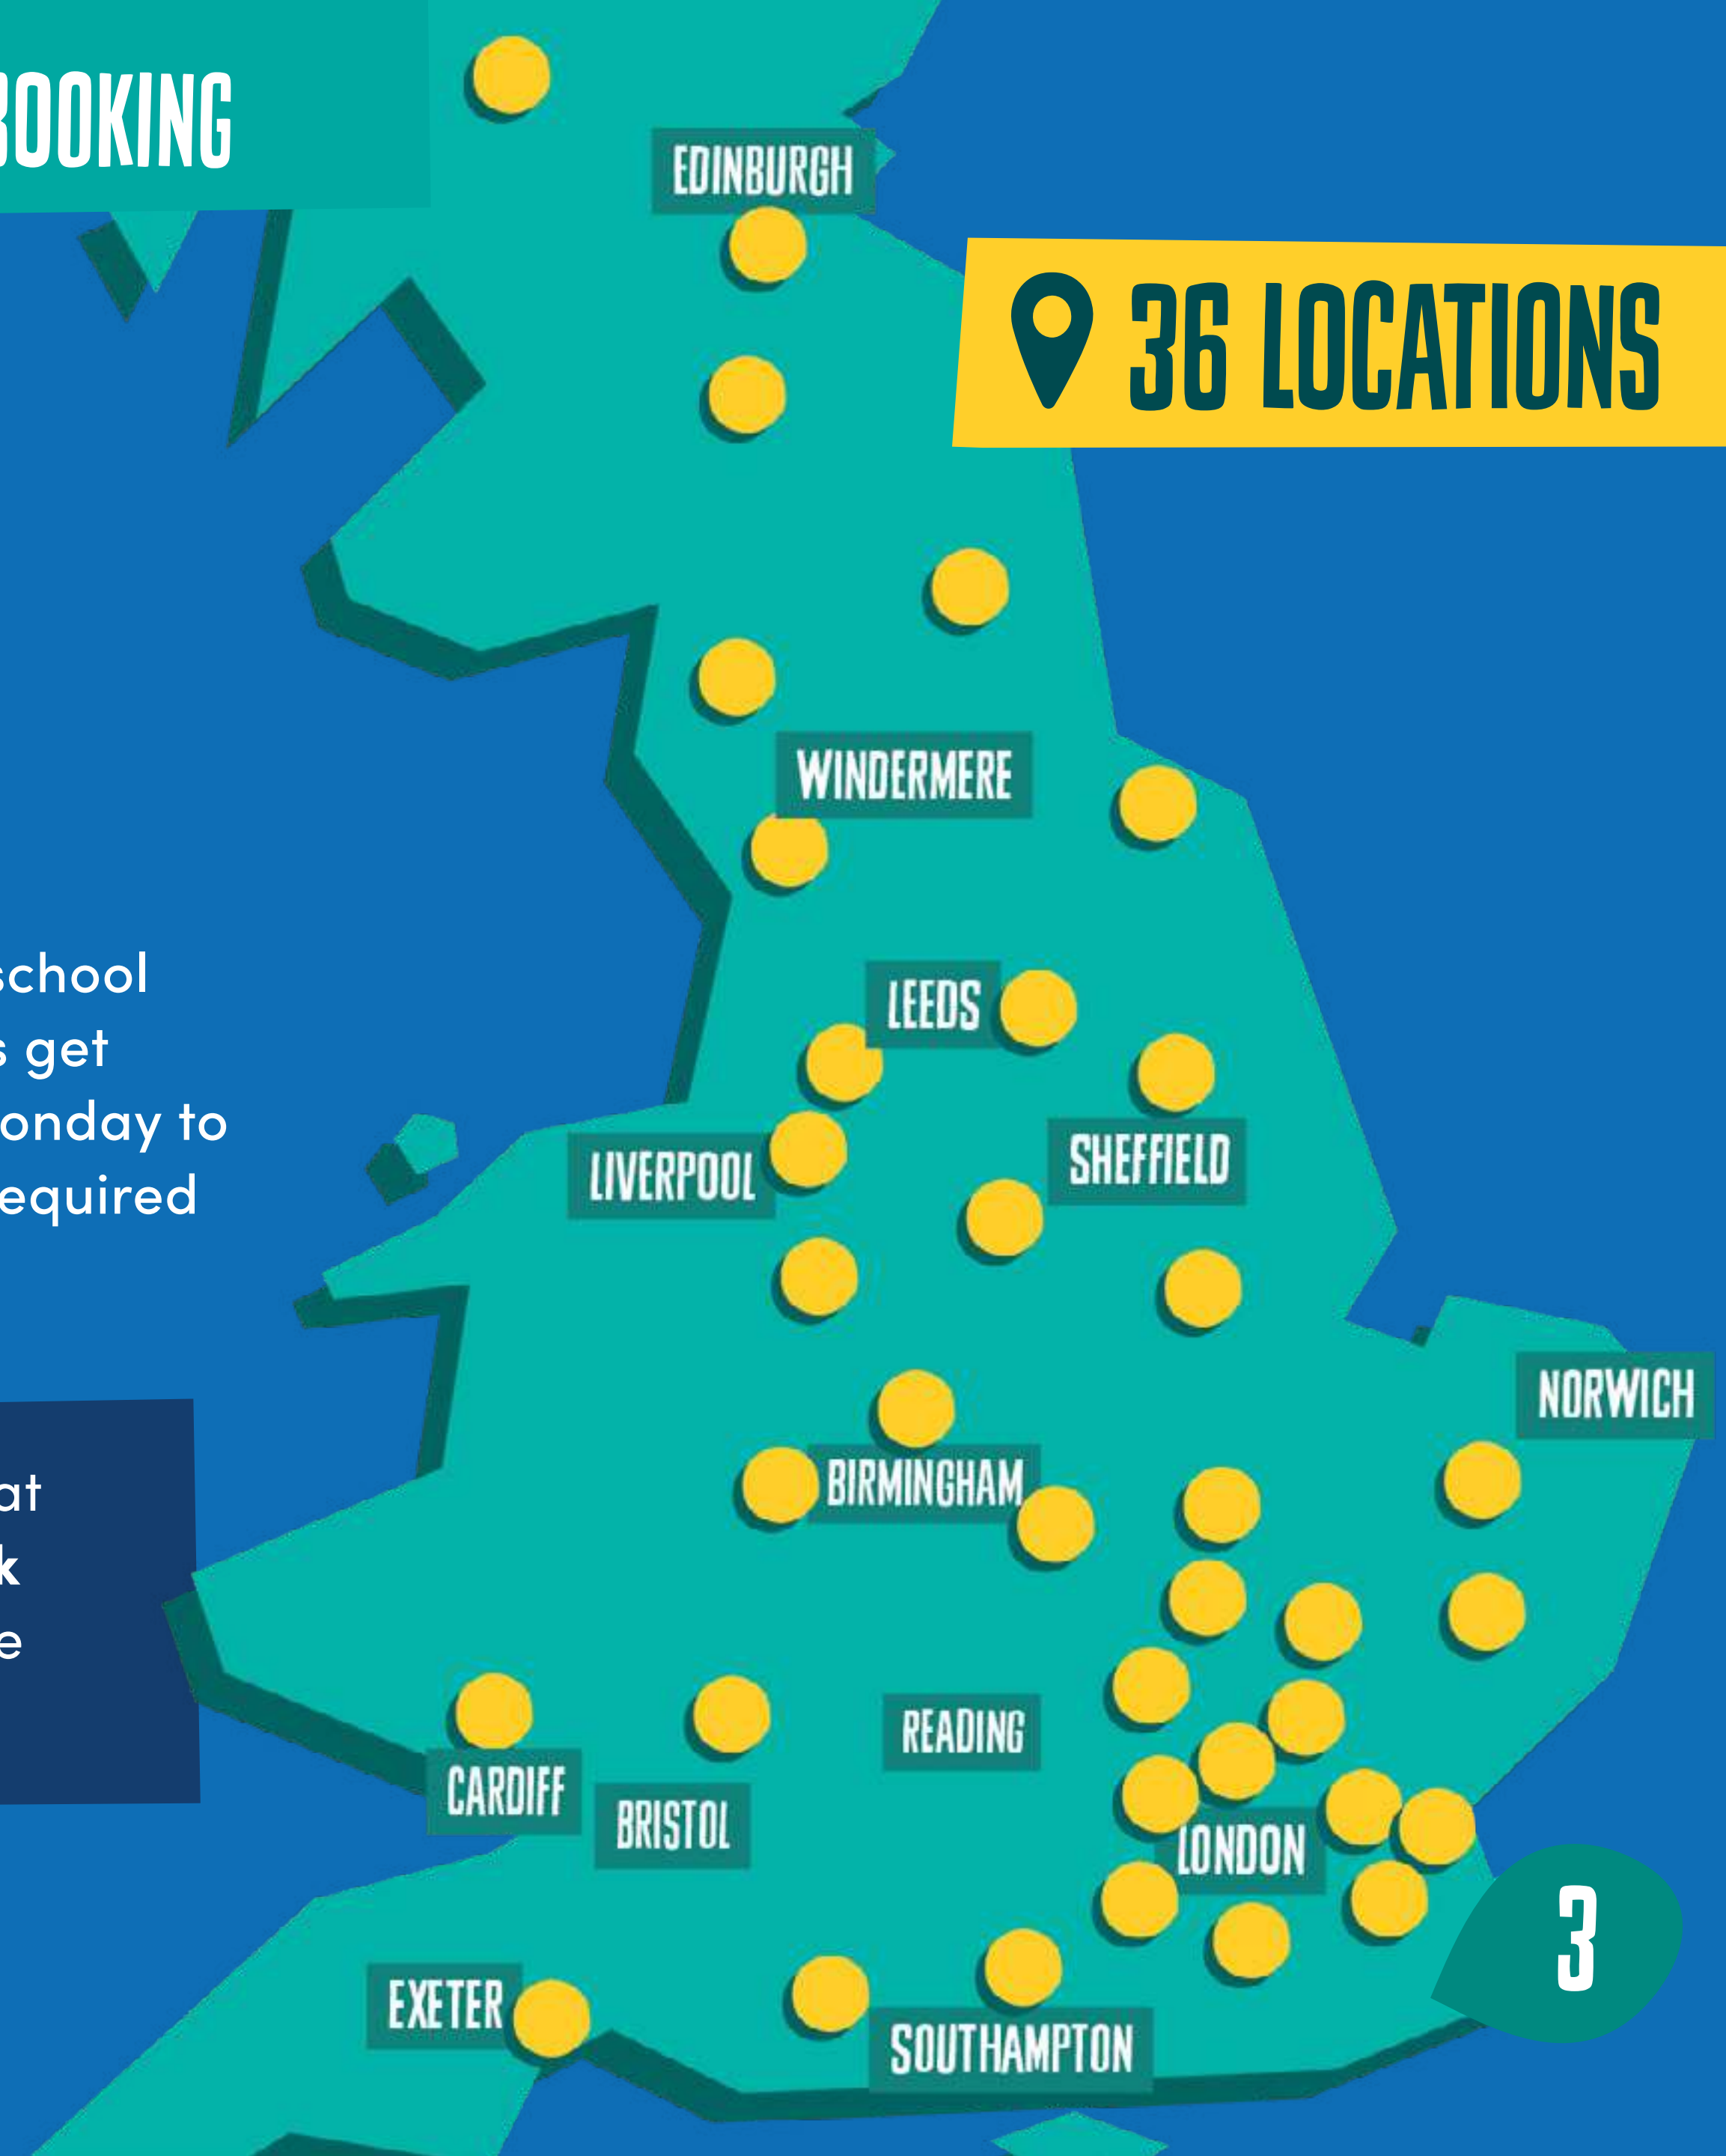 BOOKING
EDINBURGH
36 LOCATIONS
WINDERMERE
school
s get
onday to
equired
LEEDS
LIVERPOOL
SHEFFIELD
NORWICH
at
k
e
BIRMINGHAM
READING
CARDIFF
BRISTOL
LONDON
3
EXETER
SOUTHAMPTON